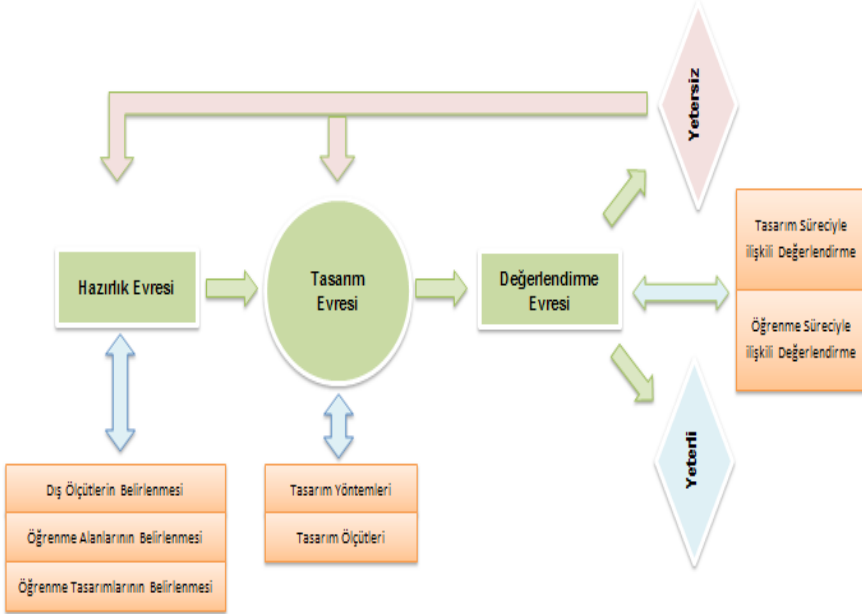 Yetersiz
Hazırlık Evresi
Tasarım
Evresi
Değerlendirme
Evresi
Tasarım Süreciyle
ilişkili Değerlendirme
Öğrenme Süreciyle
ilişkili Değerlendirme
Yeterli
Dış Ölçütlerin Belirlenmesi
Öğrenme Alanlarının Belirlenmesi
Öğrenme Tasarımlarının Belirlenmesi
Tasarım Yöntemleri
Tasarım Ölçütleri